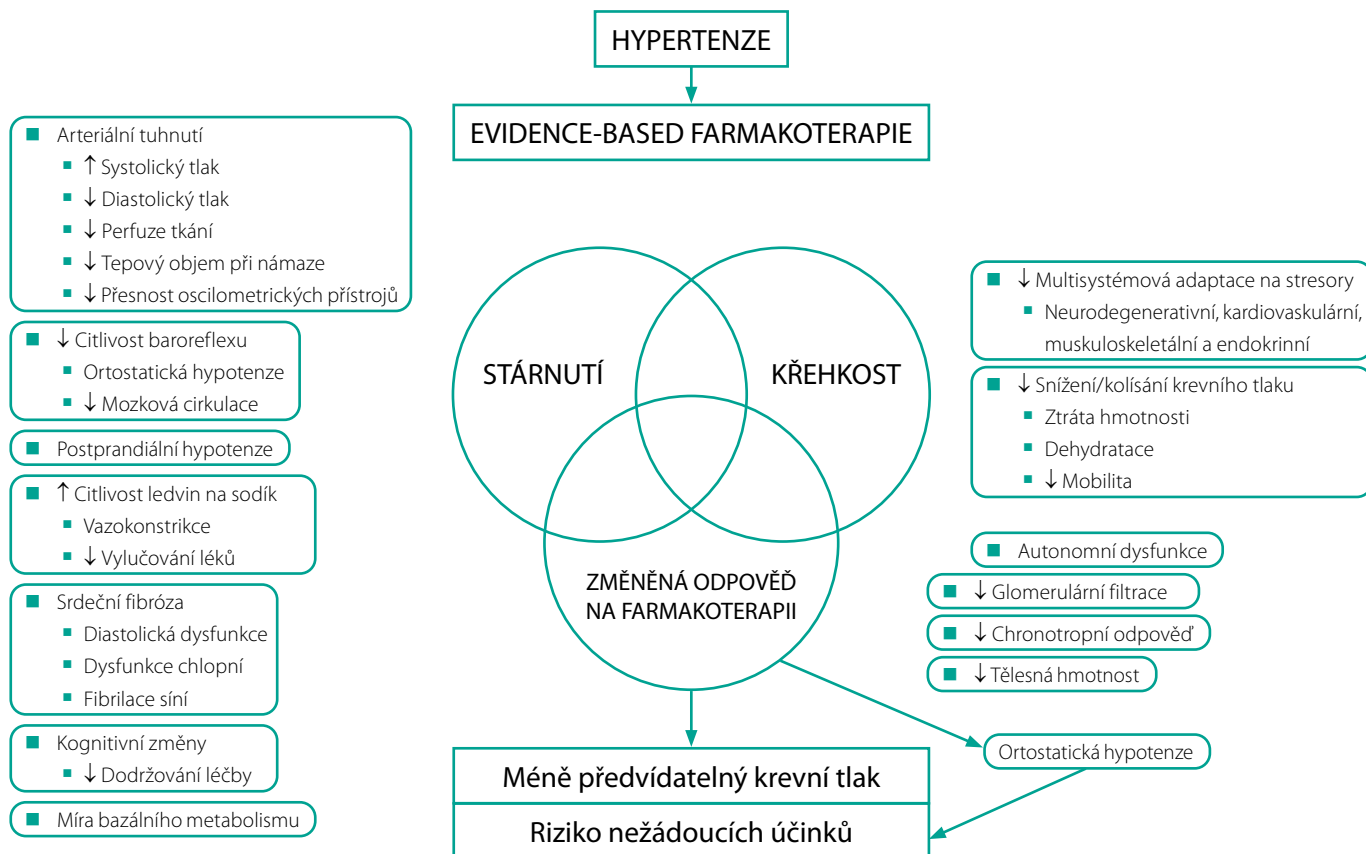 HYPERTENZE
EVIDENCE-BASED FARMAKOTERAPIE
Arteriální tuhnutí
↑ Systolický tlak
↓ Diastolický tlak
↓ Perfuze tkání
↓ Tepový objem při námaze
↓ Přesnost oscilometrických přístrojů
↓ Citlivost baroreflexu
Ortostatická hypotenze
↓ Mozková cirkulace
Postprandiální hypotenze
↑ Citlivost ledvin na sodík
Vazokonstrikce
↓ Vylučování léků
Srdeční fibróza
Diastolická dysfunkce
Dysfunkce chlopní
Fibrilace síní
Kognitivní změny
↓ Dodržování léčby
Míra bazálního metabolismu
STÁRNUTÍ
KŘEHKOST
ZMĚNĚNÁ ODPOVĚĎ
NA FARMAKOTERAPII
↓ Multisystémová adaptace na stresory
Neurodegenerativní, kardiovaskulární,
muskuloskeletální a endokrinní
↓ Snížení/kolísání krevního tlaku
Ztráta hmotnosti
Dehydratace
↓ Mobilita
Autonomní dysfunkce
↓ Glomerulární filtrace
↓ Chronotropní odpověď
↓ Tělesná hmotnost
Ortostatická hypotenze
Méně předvídatelný krevní tlak
Riziko nežádoucích účinků